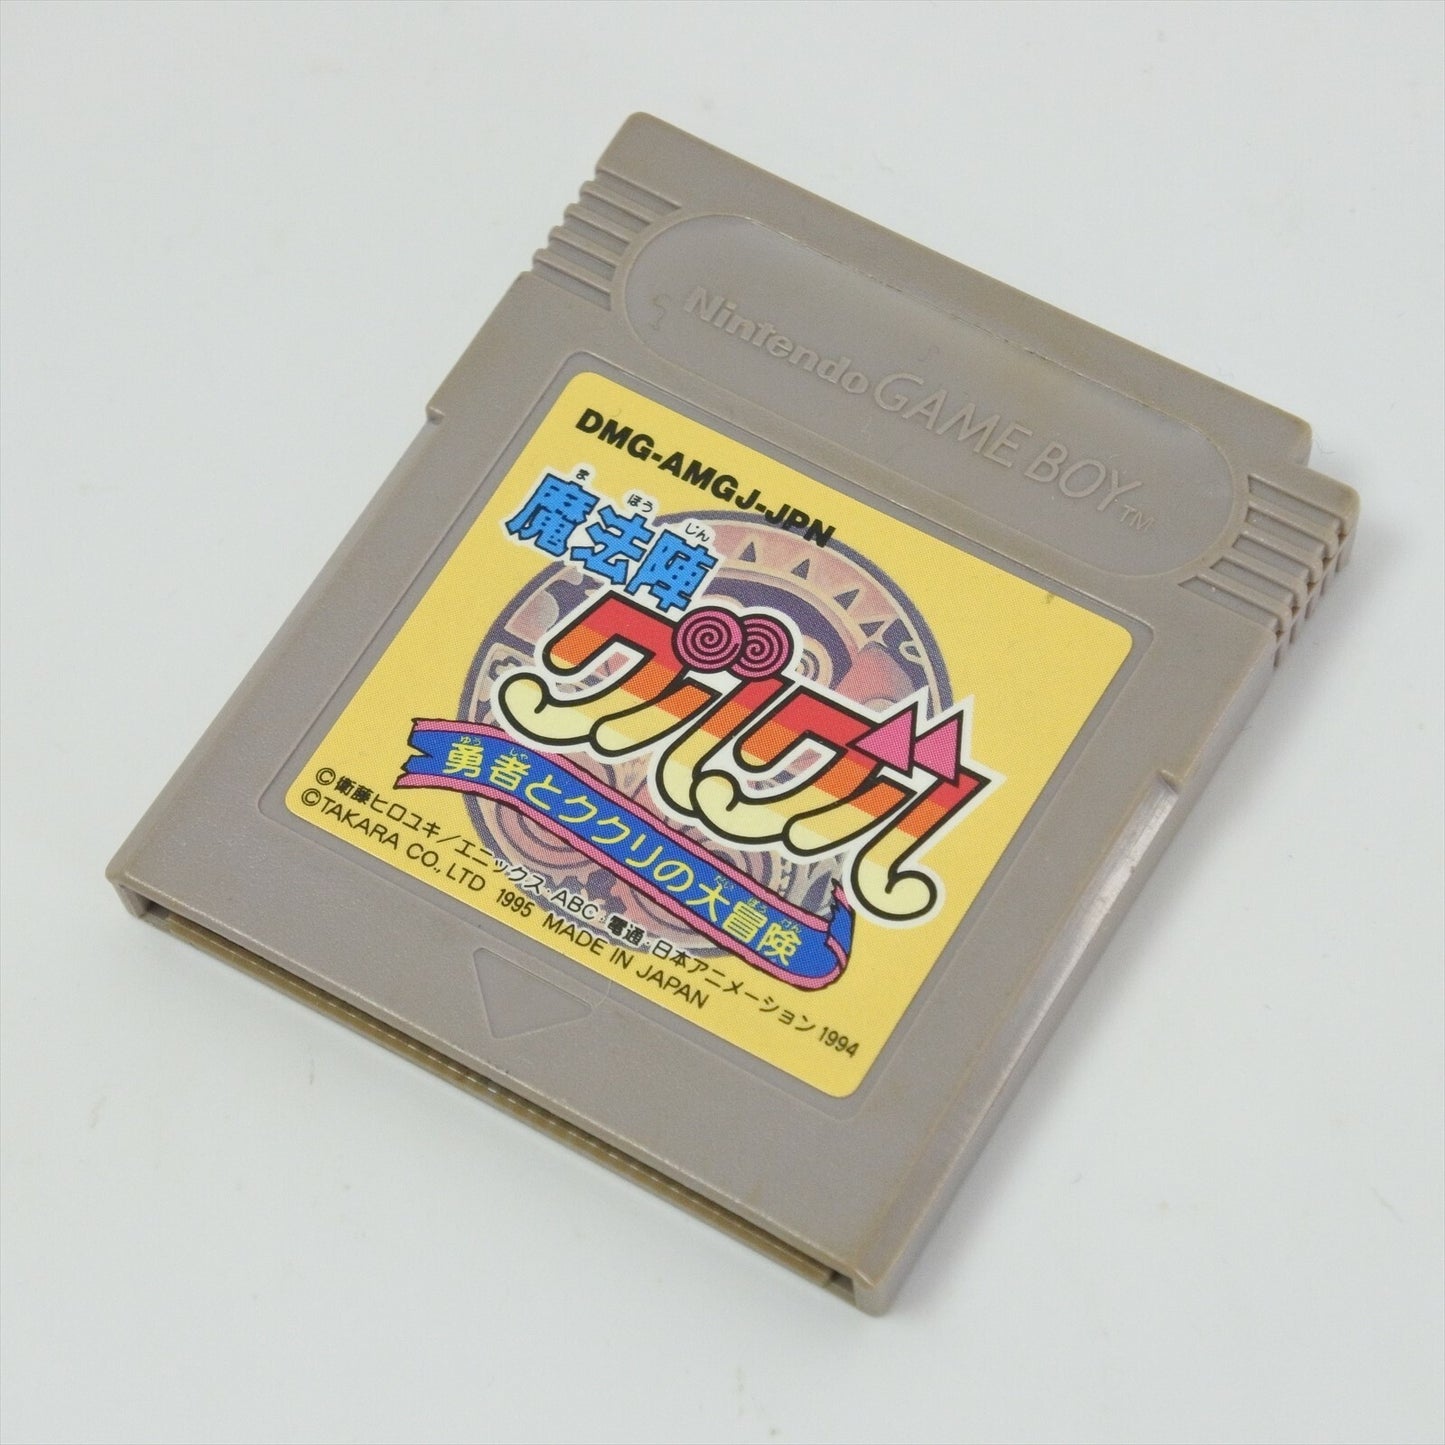 Nintendo GAME BOY™
DMG-AMGJ-JPN
ま ほう じん
魔法陣
グルグル
ゆう しゃ だい ぼう けん
勇者とククリの大冒険
©衛藤ヒロユキ/エニックス・ABC・電通・日本アニメーション 1994
©TAKARA CO., LTD 1995 MADE IN JAPAN